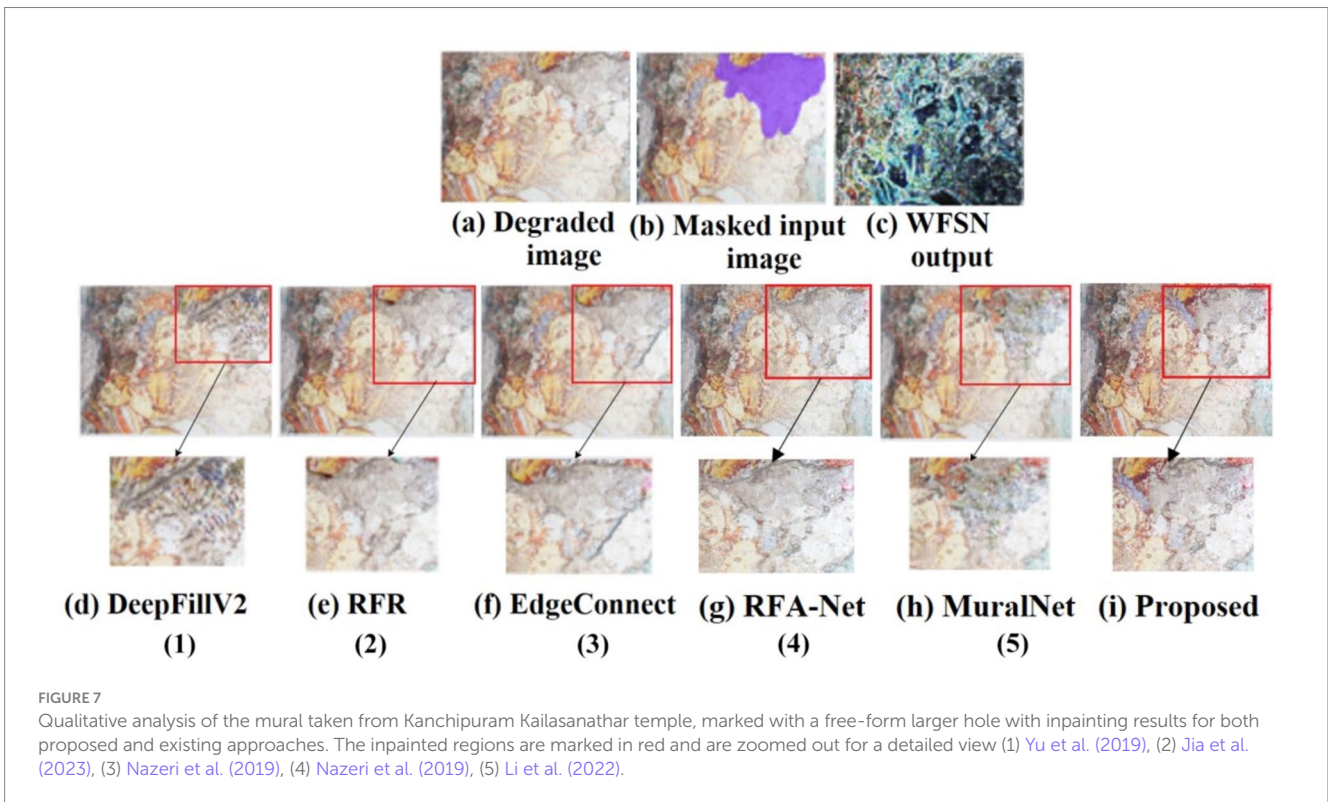 (a) Degraded image
(b) Masked input image
(c) WFSN output
(d) DeepFillV2
(1)
(e) RFR
(2)
(f) EdgeConnect
(3)
(g) RFA-Net
(4)
(h) MuralNet
(5)
(i) Proposed
FIGURE 7
Qualitative analysis of the mural taken from Kanchipuram Kailasanathar temple, marked with a free-form larger hole with inpainting results for both
proposed and existing approaches. The inpainted regions are marked in red and are zoomed out for a detailed view (1) Yu et al. (2019), (2) Jia et al.
(2023), (3) Nazeri et al. (2019), (4) Nazeri et al. (2019), (5) Li et al. (2022).